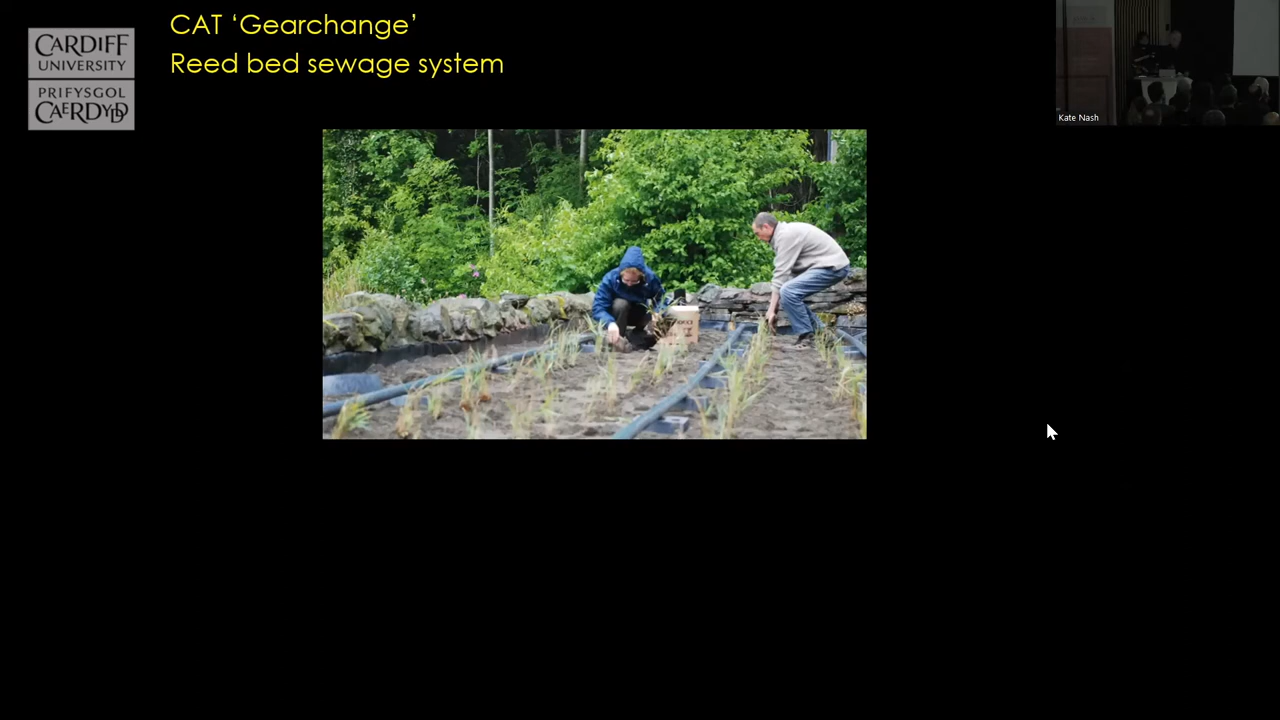 CAT ‘Gearchange’
Reed bed sewage system
CARDIFF
UNIVERSITY
PRIFYSGOL
CAERDYDD
Kate Nash